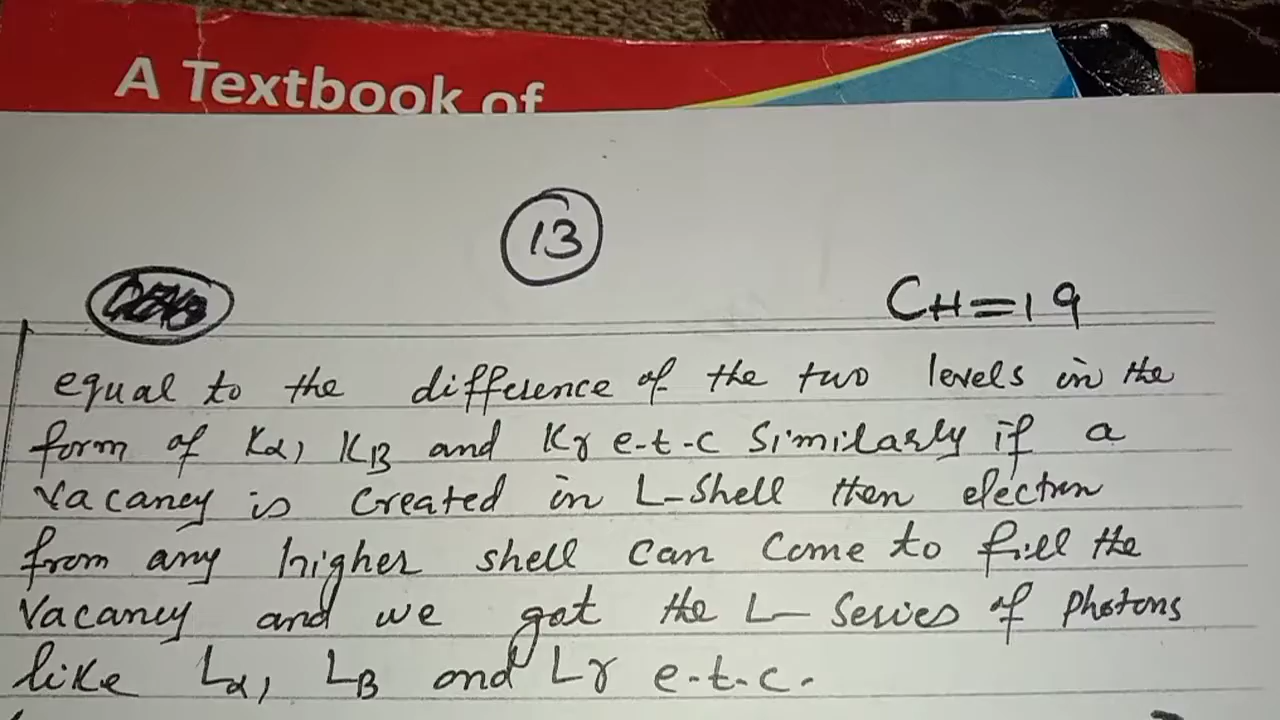 A Textbook of
13
CH=19
equal to the difference of the two levels in the
form of Kα, Kβ and Kγ e-t-c Similarly if a
Vacancy is Created in L-Shell then electron
from any higher shell can Come to fill the
Vacancy and we got the L- Series of Photons
like Lα, Lβ and Lγ e-t-c.